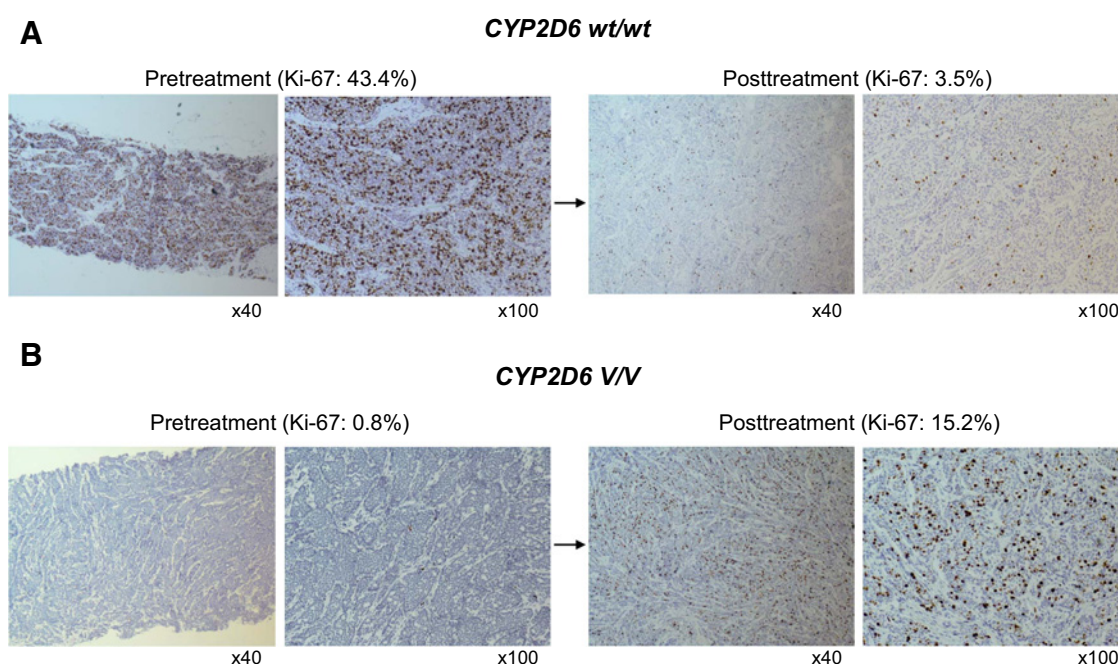 A
CYP2D6 wt/wt
Pretreatment (Ki-67: 43.4%)
Posttreatment (Ki-67: 3.5%)
x40
x100
x40
x100
B
CYP2D6 V/V
Pretreatment (Ki-67: 0.8%)
Posttreatment (Ki-67: 15.2%)
x40
x100
x40
x100